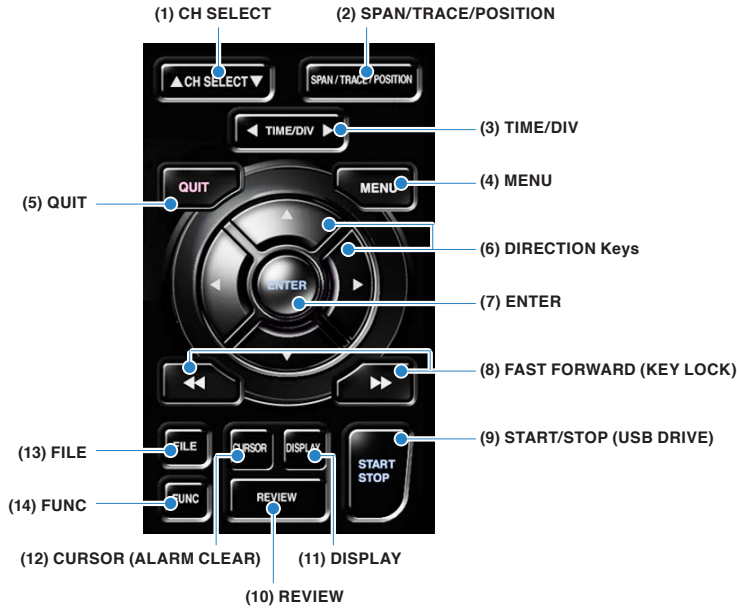 (1) CH SELECT
(2) SPAN/TRACE/POSITION
▲CH SELECT▼
SPAN / TRACE / POSITION
◀ TIME/DIV ▶
(3) TIME/DIV
QUIT
MENU
(4) MENU
(5) QUIT
(6) DIRECTION Keys
ENTER
(7) ENTER
(8) FAST FORWARD (KEY LOCK)
(9) START/STOP (USB DRIVE)
(13) FILE
FILE
CURSOR
DISPLAY
START
STOP
(14) FUNC
FUNC
REVIEW
(12) CURSOR (ALARM CLEAR)
(11) DISPLAY
(10) REVIEW